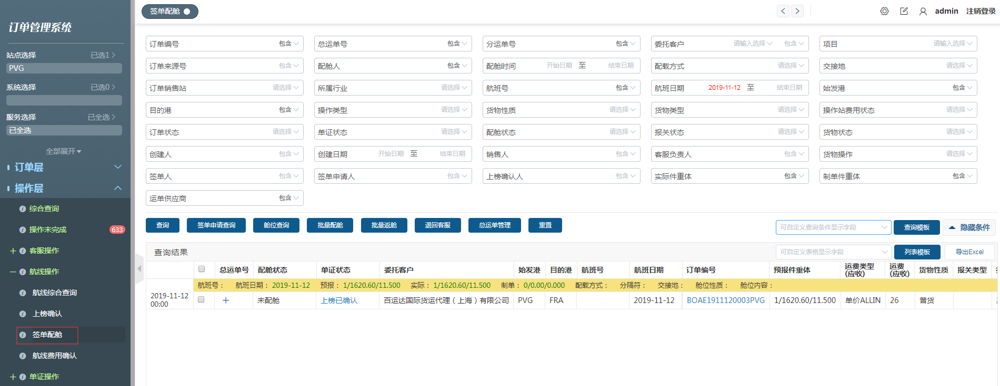 订单管理系统
站点选择 已选1
PVG
系统选择 已选0
服务选择 已全选
已全选
全部展开
订单层
操作层
综合查询
操作未完成 633
客服操作
航线操作
航线综合查询
上榜确认
签单配舱
航线费用确认
单证操作
签单配舱
admin 注销登录
订单编号 包含 总运单号 包含 分运单号 包含 委托客户 请输入选择 包含 项目 请输入选择
订单来源号 包含 配舱人 包含 配舱时间 开始日期 至 结束日期 配载方式 请选择 交接地 请选择
订单销售站 请选择 所属行业 请选择 航班号 包含 航班日期 2019-11-12 至 结束日期 始发港 包含
目的港 包含 操作类型 请选择 货物性质 请选择 货物类型 请选择 操作站费用状态 请选择
订单状态 请选择 单证状态 请选择 配舱状态 请选择 报关状态 请选择 货物状态 请选择
创建人 包含 创建日期 开始日期 至 结束日期 销售人 包含 客服负责人 包含 货物操作 请选择
签单人 包含 签单申请人 包含 上榜确认人 包含 实际件重体 包含 制单件重体 包含
运单供应商 包含
查询 签单申请查询 舱位查询 批量配舱 批量返舱 退回客服 总运单管理 重置 可自定义查询条件显示字段 查询模板 隐藏条件
查询结果 可自定义表格显示字段 列表模板 导出Excel
总运单号 配舱状态 单证状态 委托客户 始发港 目的港 航班号 航班日期 订单编号 预报件重体 运费类型(应收) 运费(应收) 货物性质 报关类型
航班号： 航班日期：2019-11-12 预报：1/1620.60/11.500 实际：1/1620.60/11.500 制单：0/0.00/0.000 配载方式： 分隔符： 交接地： 舱位性质： 舱位内容：
2019-11-12 00:00 未配舱 上榜已确认 百运达国际货运代理（上海）有限公司 PVG FRA 2019-11-12 BOAE1911120003PVG 1/1620.60/11.500 单价ALLIN 26 普货